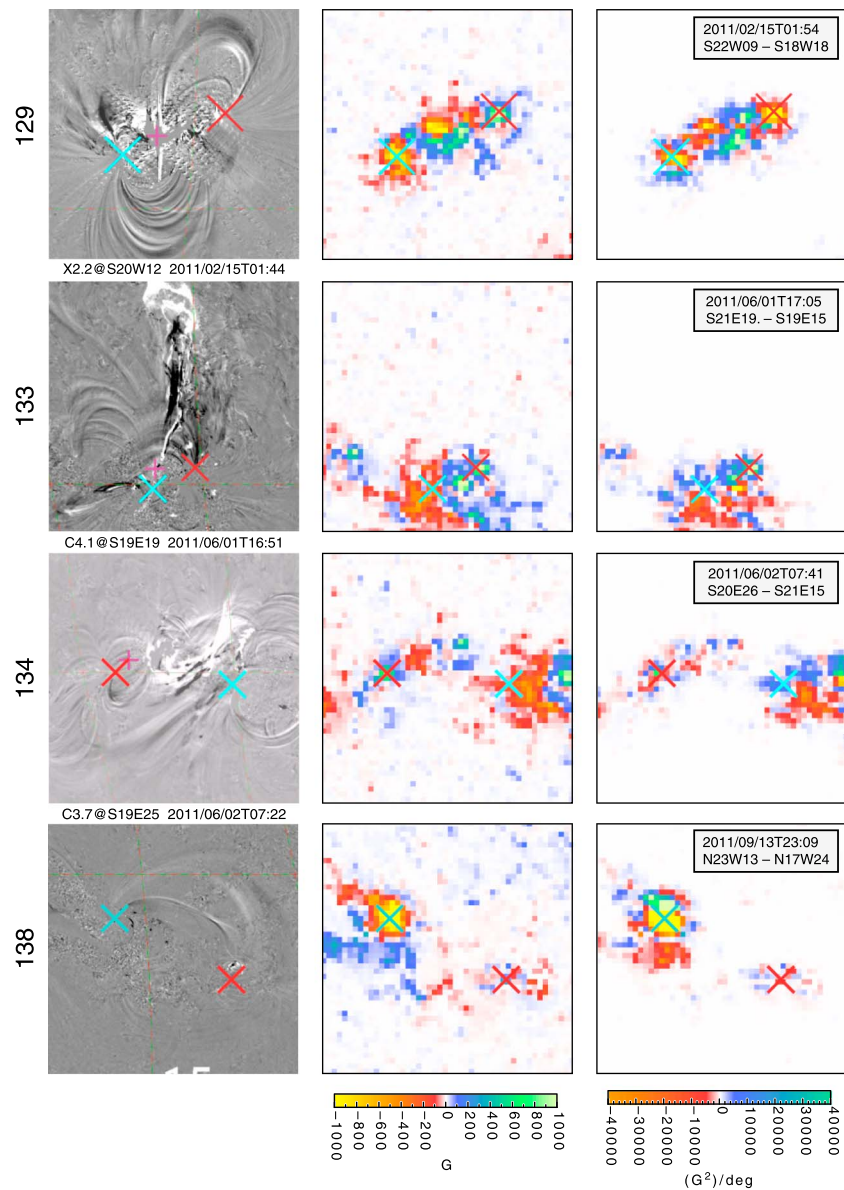 129
2011/02/15T01:54
S22W09 – S18W18
X2.2@S20W12 2011/02/15T01:44
133
2011/06/01T17:05
S21E19. – S19E15
C4.1@S19E19 2011/06/01T16:51
134
2011/06/02T07:41
S20E26 – S21E15
C3.7@S19E25 2011/06/02T07:22
138
2011/09/13T23:09
N23W13 – N17W24
-1000 -800 -600 -400 -200 0 200 400 600 800 1000
G
-40000 -30000 -20000 -10000 0 10000 20000 30000 40000
(G²)/deg